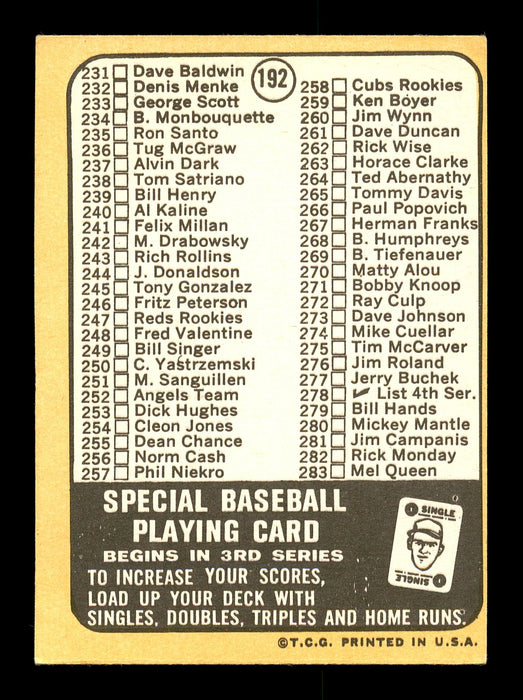 192
231 Dave Baldwin
232 Denis Menke
233 George Scott
234 B. Monbouquette
235 Ron Santo
236 Tug McGraw
237 Alvin Dark
238 Tom Satriano
239 Bill Henry
240 Al Kaline
241 Felix Millan
242 M. Drabowsky
243 Rich Rollins
244 J. Donaldson
245 Tony Gonzalez
246 Fritz Peterson
247 Reds Rookies
248 Fred Valentine
249 Bill Singer
250 C. Yastrzemski
251 M. Sanguillen
252 Angels Team
253 Dick Hughes
254 Cleon Jones
255 Dean Chance
256 Norm Cash
257 Phil Niekro
258 Cubs Rookies
259 Ken Boyer
260 Jim Wynn
261 Dave Duncan
262 Rick Wise
263 Horace Clarke
264 Ted Abernathy
265 Tommy Davis
266 Paul Popovich
267 Herman Franks
268 B. Humphreys
269 B. Tiefenauer
270 Matty Alou
271 Bobby Knoop
272 Ray Culp
273 Dave Johnson
274 Mike Cuellar
275 Tim McCarver
276 Jim Roland
277 Jerry Buchek
278 ✓ List 4th Ser.
279 Bill Hands
280 Mickey Mantle
281 Jim Campanis
282 Rick Monday
283 Mel Queen
SPECIAL BASEBALL
PLAYING CARD
BEGINS IN 3RD SERIES
TO INCREASE YOUR SCORES,
LOAD UP YOUR DECK WITH
SINGLES, DOUBLES, TRIPLES AND HOME RUNS.
1 SINGLE
1 SINGLE
©T.C.G. PRINTED IN U.S.A.